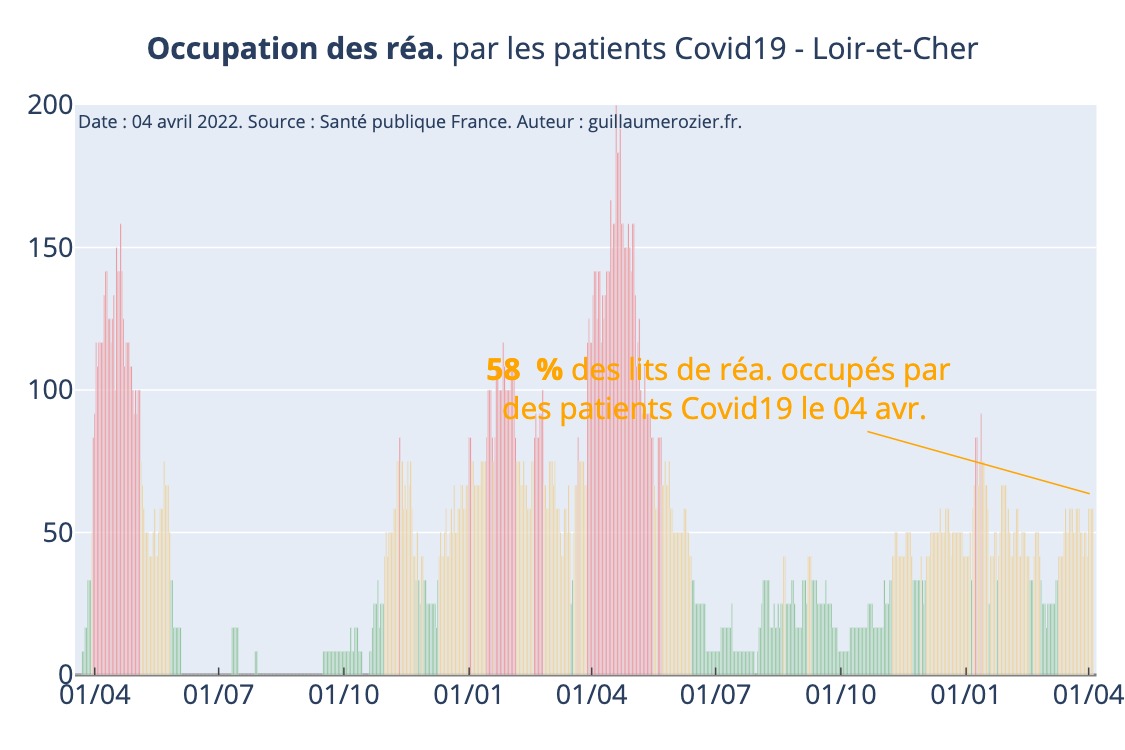 Occupation des réa. par les patients Covid19 - Loir-et-Cher
200
Date : 04 avril 2022. Source : Santé publique France. Auteur : guillaumerozier.fr.
150
58 % des lits de réa. occupés par
100
des patients Covid19 le 04 avr.
50
0
01/04 01/07 01/10 01/01 01/04 01/07 01/10 01/01 01/04